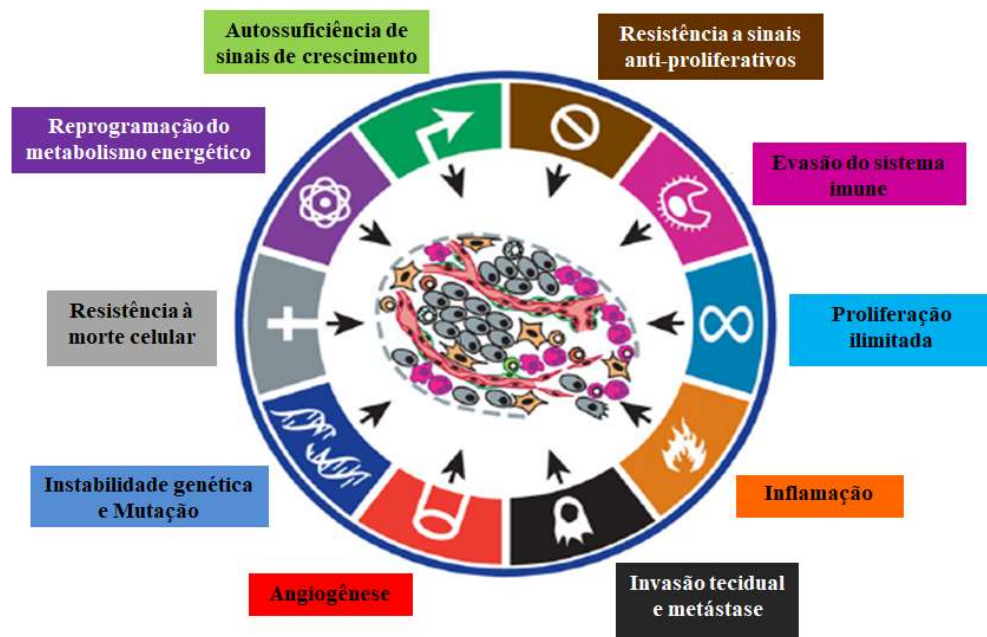 Autossuficiência de
sinais de crescimento
Resistência a sinais
anti-proliferativos
Reprogramação do
metabolismo energético
Evasão do sistema
imune
Resistência à
morte celular
Proliferação
ilimitada
Instabilidade genética
e Mutação
Inflamação
Angiogênese
Invasão tecidual
e metástase